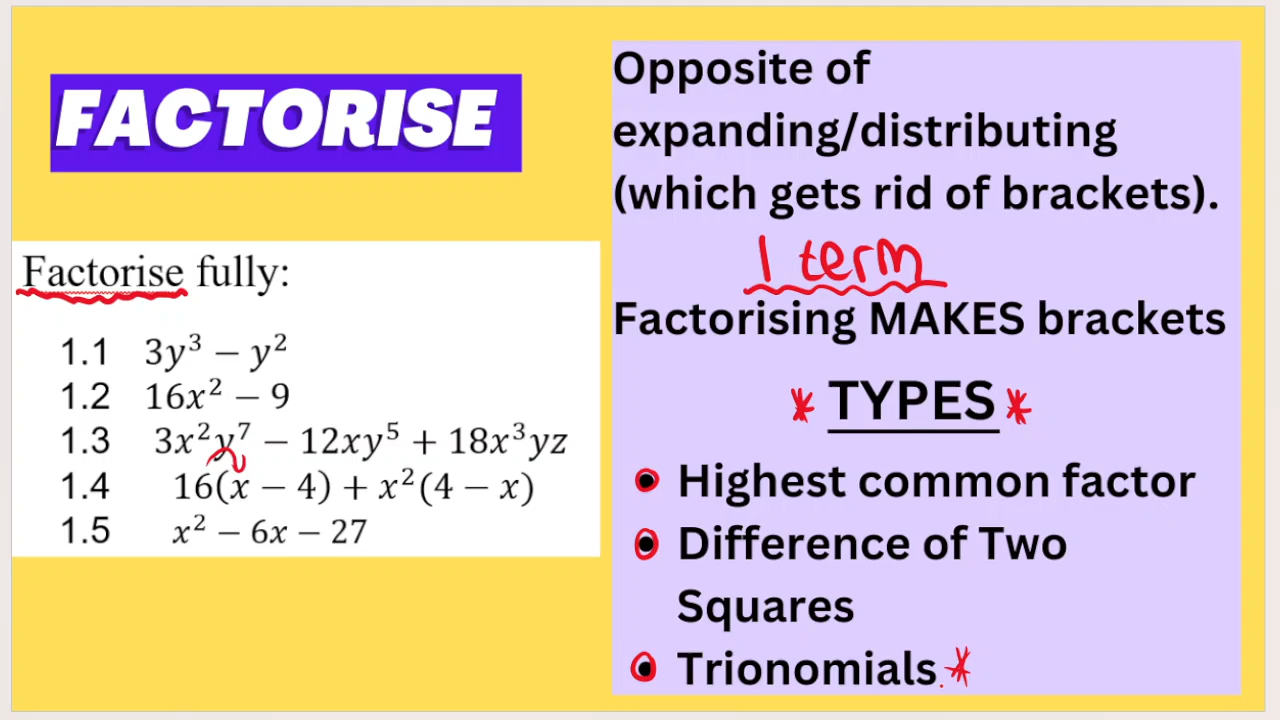 FACTORISE
Factorise fully:
1.1 3y³ − y²
1.2 16x² − 9
1.3 3x²y⁷ − 12xy⁵ + 18x³yz
1.4 16(x − 4) + x²(4 − x)
1.5 x² − 6x − 27
Opposite of
expanding/distributing
(which gets rid of brackets).
1 term
Factorising MAKES brackets
* TYPES *
• Highest common factor
• Difference of Two
Squares
• Trionomials. *